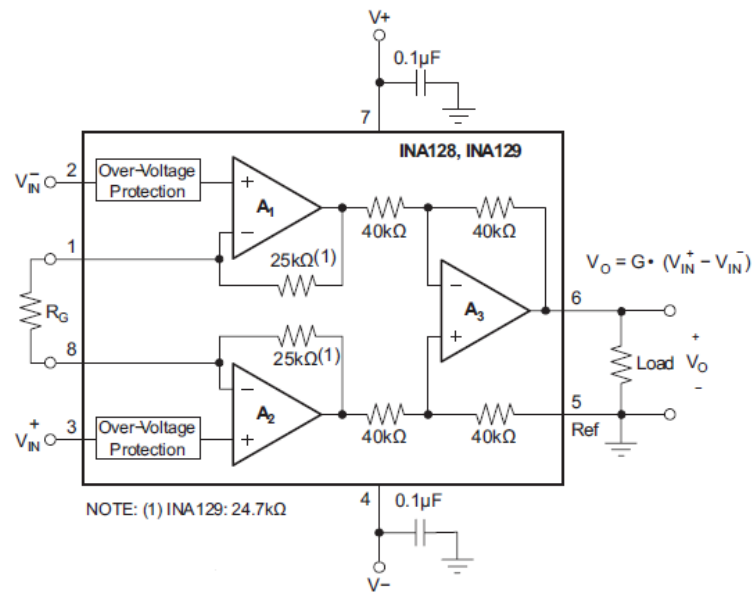 V+
0.1µF
7
INA128, INA129
2
V⁻IN
Over−Voltage
Protection
+
A1
−
40kΩ
40kΩ
1
25kΩ(1)
VO = G• (V⁺IN − V⁻IN)
RG
−
A3
+
6
8
25kΩ(1)
−
A2
+
40kΩ
40kΩ
Load
+
VO
−
5
Ref
3
V⁺IN
Over−Voltage
Protection
NOTE: (1) INA129: 24.7kΩ
4
0.1µF
V−